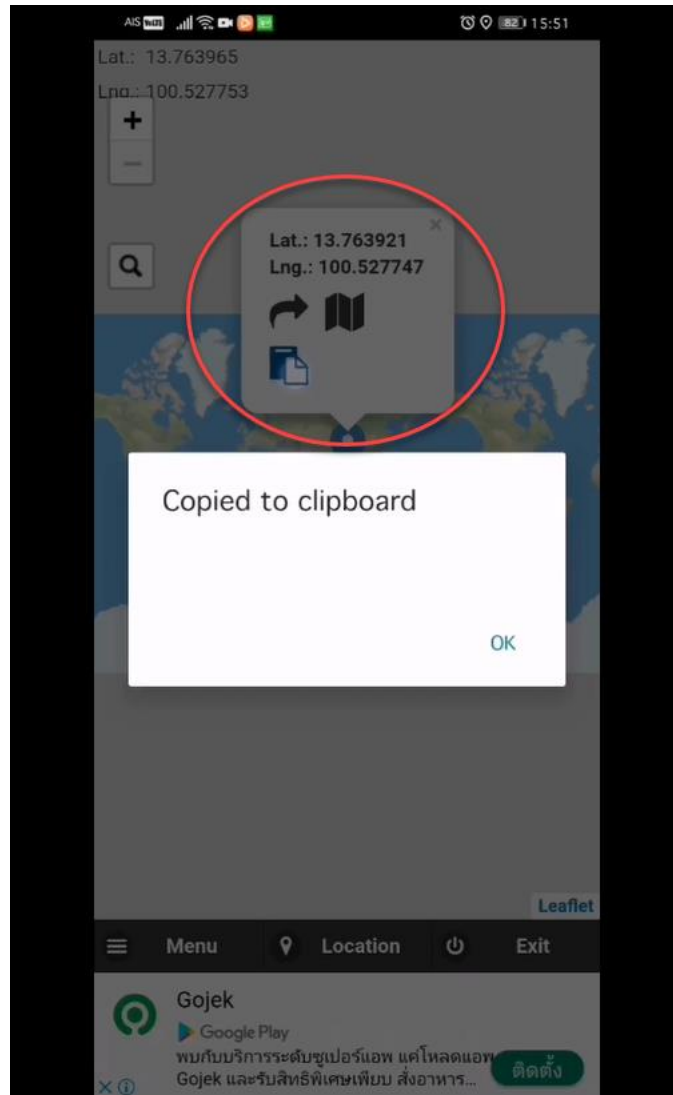 AIS WiFi 82 15:51
Lat.: 13.763965
Lng.: 100.527753
+
−
×
Lat.: 13.763921
Lng.: 100.527747
Copied to clipboard
OK
Leaflet
Menu Location Exit
Gojek
Google Play
พบกับบริการระดับซูเปอร์แอพ แค่โหลดแอพ
Gojek และรับสิทธิพิเศษเพียบ สั่งอาหาร...
ติดตั้ง